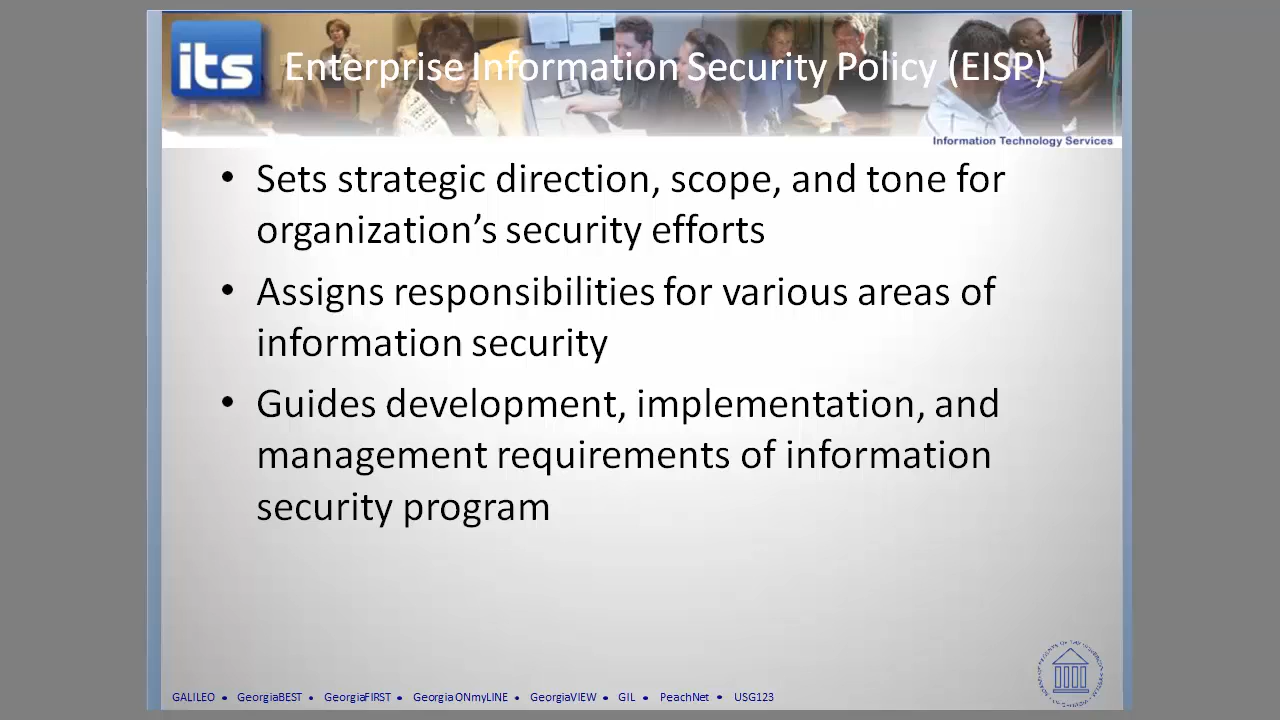 its
Enterprise Information Security Policy (EISP)
Information Technology Services
• Sets strategic direction, scope, and tone for
organization’s security efforts
• Assigns responsibilities for various areas of
information security
• Guides development, implementation, and
management requirements of information
security program
GALILEO • GeorgiaBEST • GeorgiaFIRST • Georgia ONmyLINE • GeorgiaVIEW • GIL • PeachNet • USG123